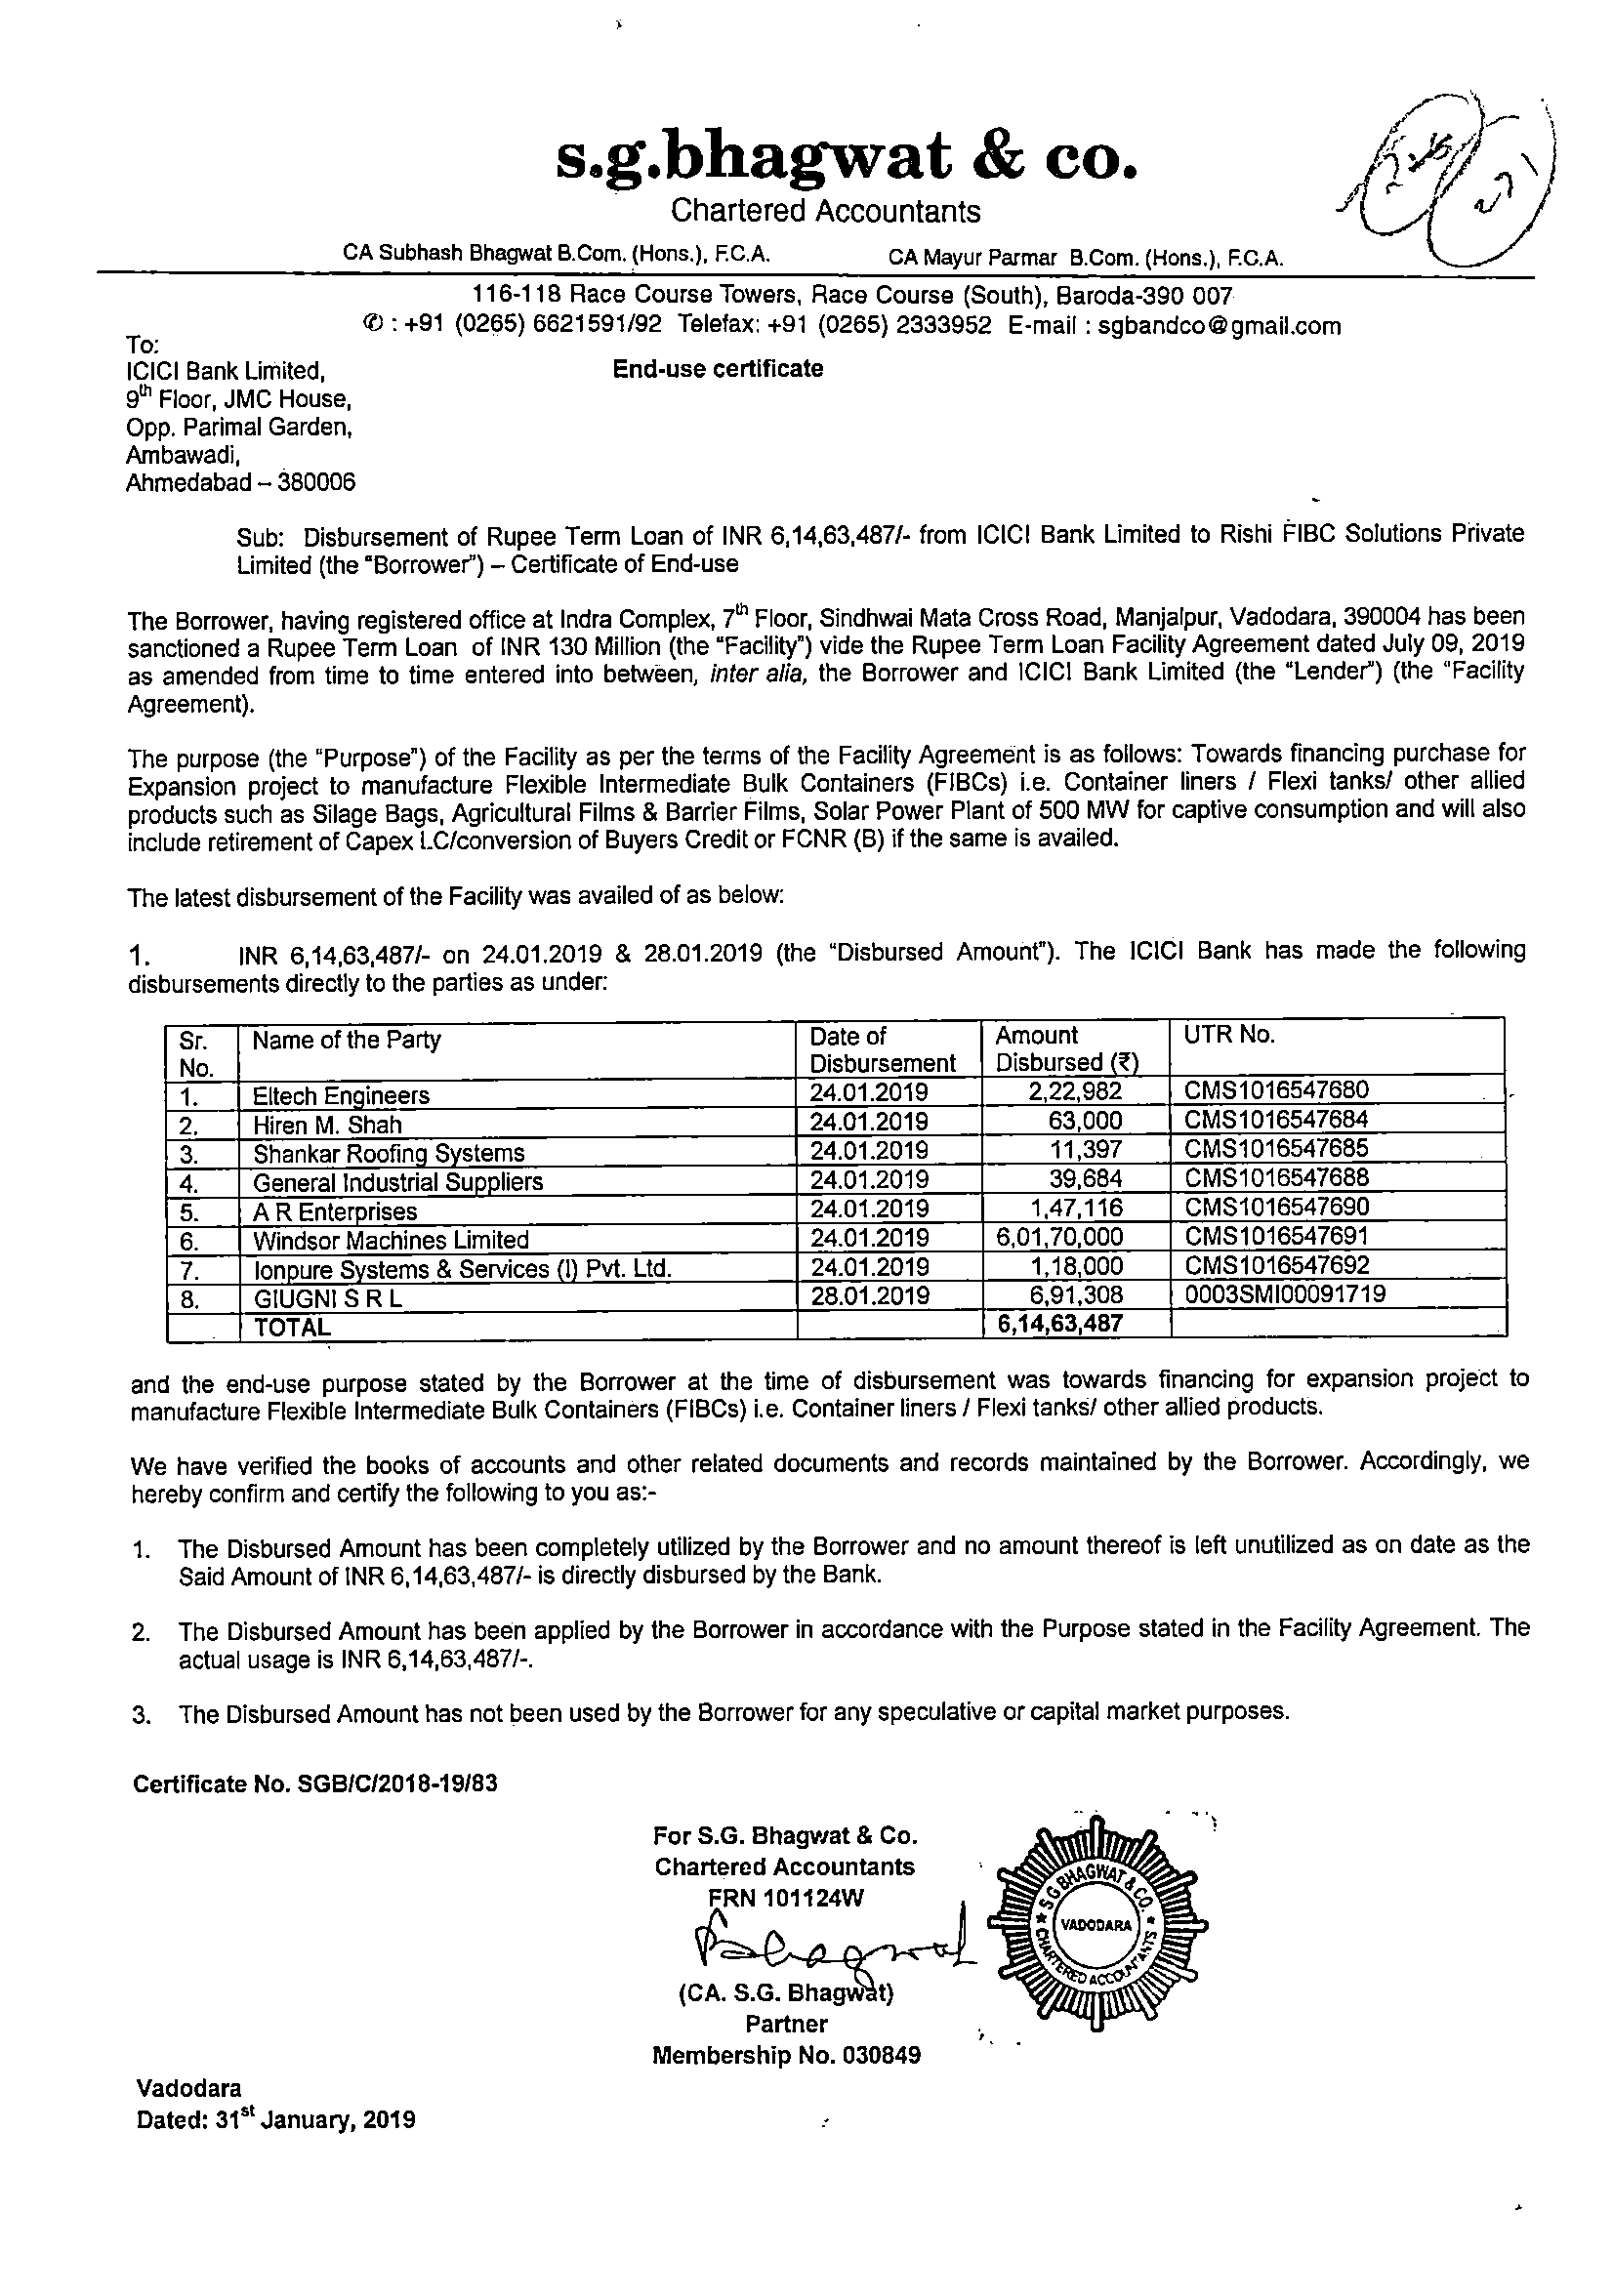 s.g.bhagwat & co.
Chartered Accountants
CA Subhash Bhagwat B.Com. (Hons.), F.C.A. CA Mayur Parmar B.Com. (Hons.), F.C.A.
116-118 Race Course Towers, Race Course (South), Baroda-390 007
✆ : +91 (0265) 6621591/92 Telefax: +91 (0265) 2333952 E-mail : sgbandco@gmail.com
To:
ICICI Bank Limited, End-use certificate
9th Floor, JMC House,
Opp. Parimal Garden,
Ambawadi,
Ahmedabad – 380006
Sub: Disbursement of Rupee Term Loan of INR 6,14,63,487/- from ICICI Bank Limited to Rishi FIBC Solutions Private
Limited (the "Borrower") – Certificate of End-use
The Borrower, having registered office at Indra Complex, 7th Floor, Sindhwai Mata Cross Road, Manjalpur, Vadodara, 390004 has been
sanctioned a Rupee Term Loan of INR 130 Million (the "Facility") vide the Rupee Term Loan Facility Agreement dated July 09, 2019
as amended from time to time entered into between, inter alia, the Borrower and ICICI Bank Limited (the "Lender") (the "Facility
Agreement).
The purpose (the "Purpose") of the Facility as per the terms of the Facility Agreement is as follows: Towards financing purchase for
Expansion project to manufacture Flexible Intermediate Bulk Containers (FIBCs) i.e. Container liners / Flexi tanks/ other allied
products such as Silage Bags, Agricultural Films & Barrier Films, Solar Power Plant of 500 MW for captive consumption and will also
include retirement of Capex LC/conversion of Buyers Credit or FCNR (B) if the same is availed.
The latest disbursement of the Facility was availed of as below:
1. INR 6,14,63,487/- on 24.01.2019 & 28.01.2019 (the "Disbursed Amount"). The ICICI Bank has made the following
disbursements directly to the parties as under:
Sr. No. Name of the Party Date of Disbursement Amount Disbursed (₹) UTR No.
1. Eltech Engineers 24.01.2019 2,22,982 CMS1016547680
2. Hiren M. Shah 24.01.2019 63,000 CMS1016547684
3. Shankar Roofing Systems 24.01.2019 11,397 CMS1016547685
4. General Industrial Suppliers 24.01.2019 39,684 CMS1016547688
5. A R Enterprises 24.01.2019 1,47,116 CMS1016547690
6. Windsor Machines Limited 24.01.2019 6,01,70,000 CMS1016547691
7. Ionpure Systems & Services (I) Pvt. Ltd. 24.01.2019 1,18,000 CMS1016547692
8. GIUGNI S R L 28.01.2019 6,91,308 0003SMI00091719
TOTAL 6,14,63,487
and the end-use purpose stated by the Borrower at the time of disbursement was towards financing for expansion project to
manufacture Flexible Intermediate Bulk Containers (FIBCs) i.e. Container liners / Flexi tanks/ other allied products.
We have verified the books of accounts and other related documents and records maintained by the Borrower. Accordingly, we
hereby confirm and certify the following to you as:-
1. The Disbursed Amount has been completely utilized by the Borrower and no amount thereof is left unutilized as on date as the
Said Amount of INR 6,14,63,487/- is directly disbursed by the Bank.
2. The Disbursed Amount has been applied by the Borrower in accordance with the Purpose stated in the Facility Agreement. The
actual usage is INR 6,14,63,487/-.
3. The Disbursed Amount has not been used by the Borrower for any speculative or capital market purposes.
Certificate No. SGB/C/2018-19/83
For S.G. Bhagwat & Co.
Chartered Accountants
FRN 101124W
S G BHAGWAT & CO.
VADODARA
CHARTERED ACCOUNTANTS
(CA. S.G. Bhagwat)
Partner
Membership No. 030849
Vadodara
Dated: 31st January, 2019